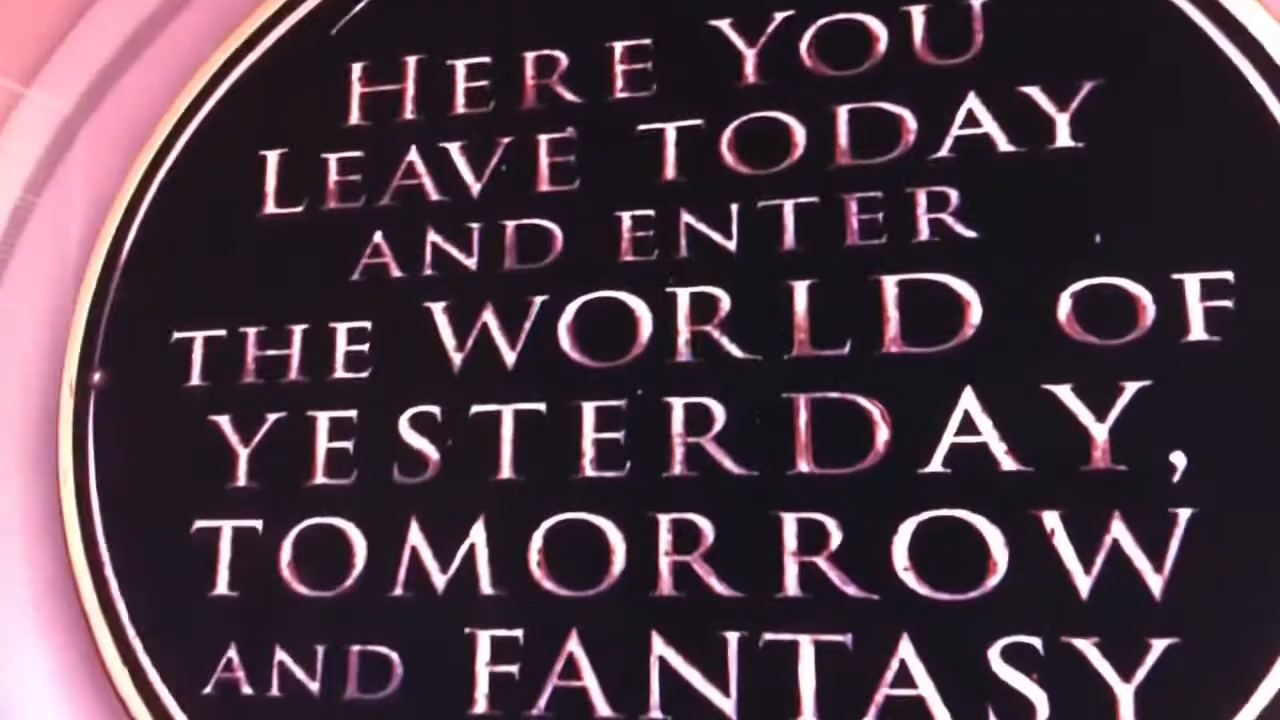 HERE YOU
LEAVE TODAY
AND ENTER
THE WORLD OF
YESTERDAY,
TOMORROW
AND FANTASY